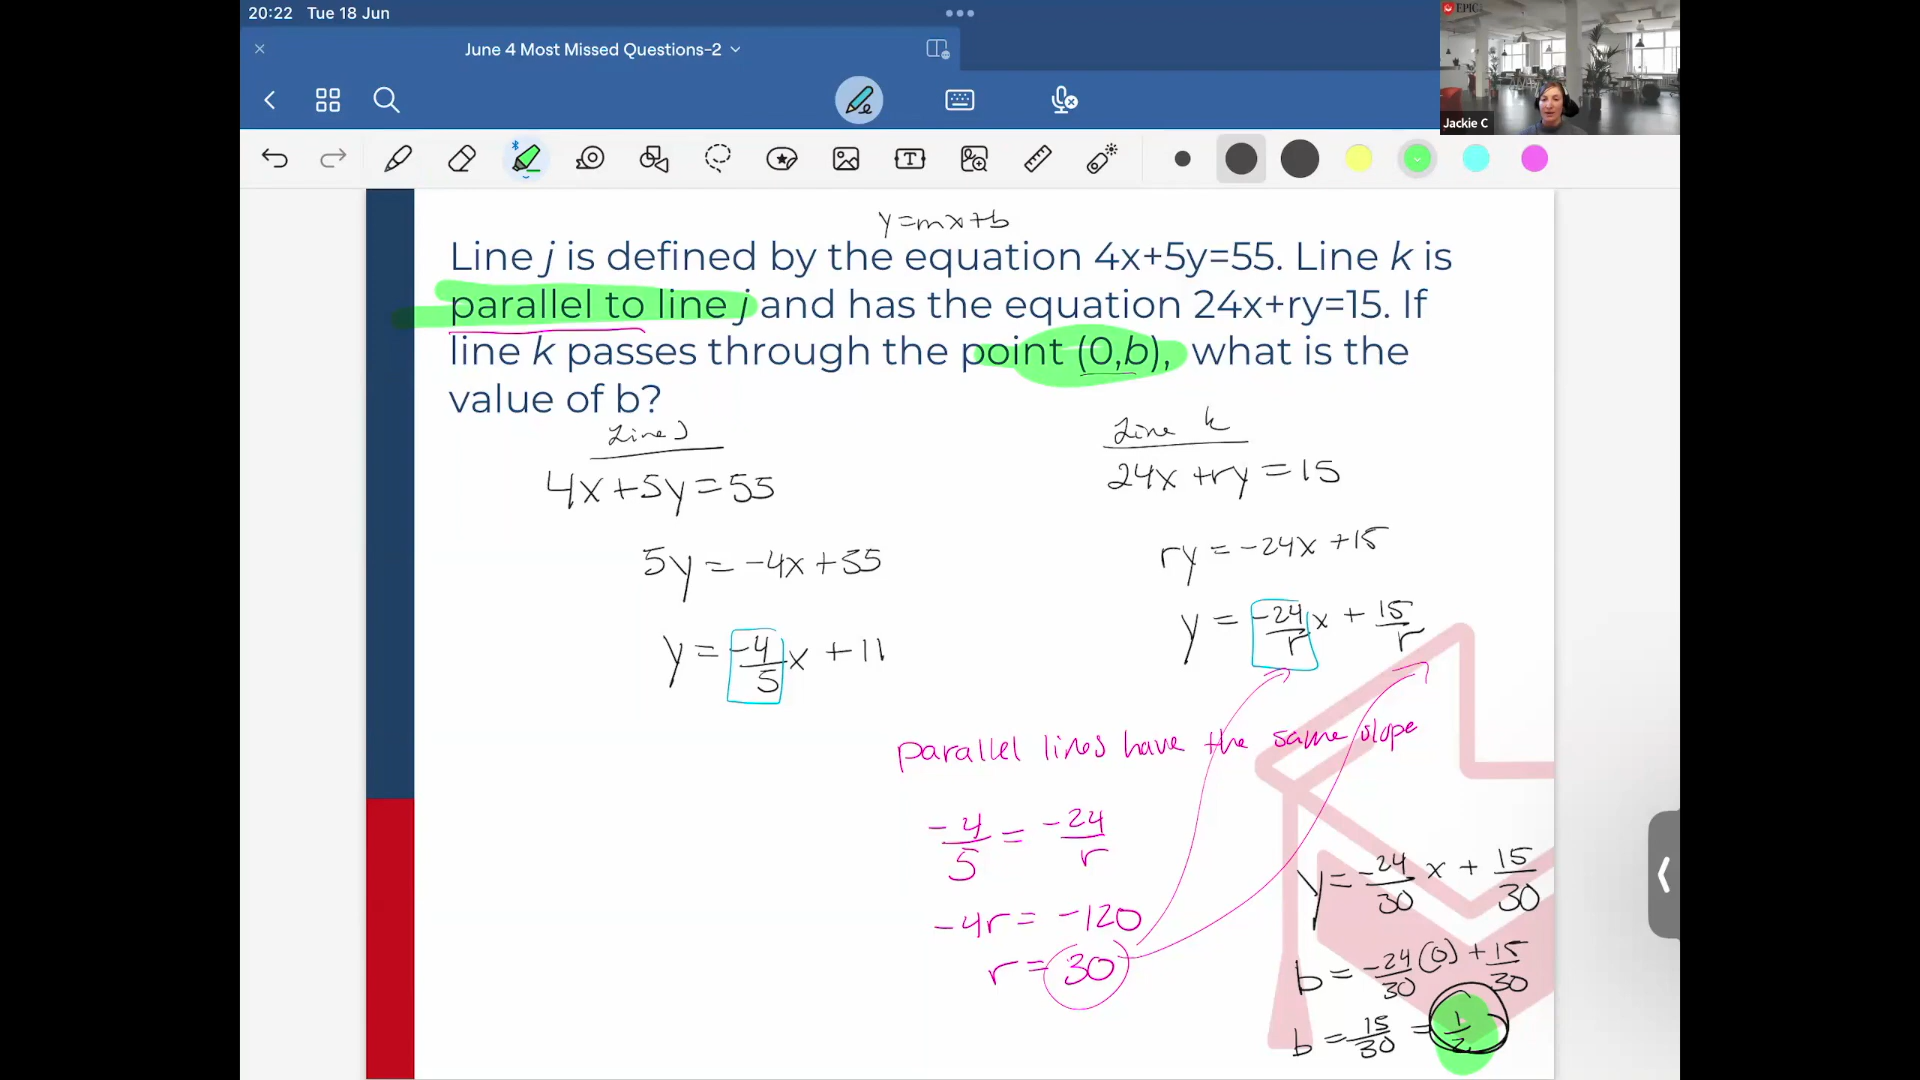 20:22 Tue 18 Jun
June 4 Most Missed Questions-2
EPIC
Jackie C
y=mx+b
Line j is defined by the equation 4x+5y=55. Line k is
parallel to line j and has the equation 24x+ry=15. If
line k passes through the point (0,b), what is the
value of b?
Line J
4x+5y=55
5y=-4x+55
y=-4/5x+11
Line k
24x+ry=15
ry=-24x+15
y=-24/r x+15/r
parallel lines have the same slope
-4/5=-24/r
-4r=-120
r=30
y=-24/30x+15/30
b=-24/30(0)+15/30
b=15/30=1/2